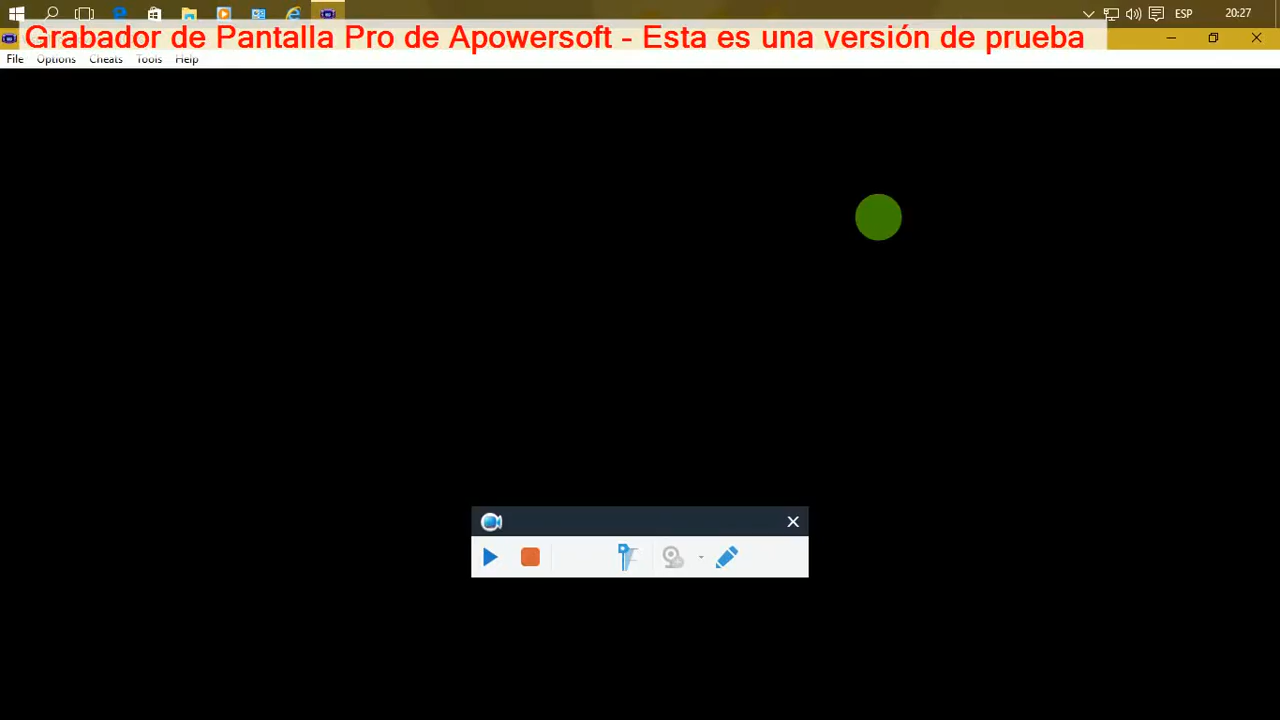 ESP 20:27
Grabador de Pantalla Pro de Apowersoft - Esta es una versión de prueba
File Options Cheats Tools Help